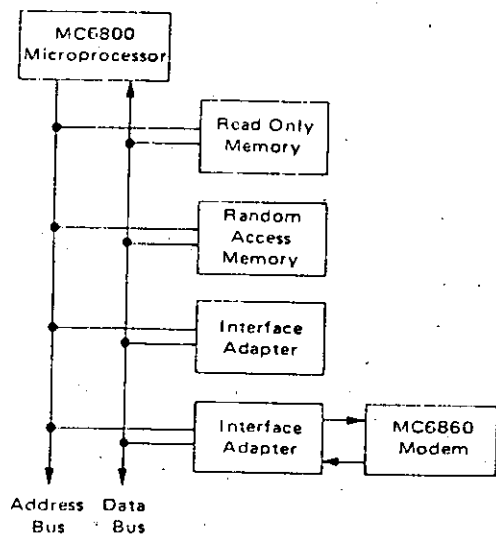 MC6800
Microprocessor
Read Only
Memory
Random
Access
Memory
Interface
Adapter
Interface
Adapter
MC6860
Modem
Address Bus
Data Bus